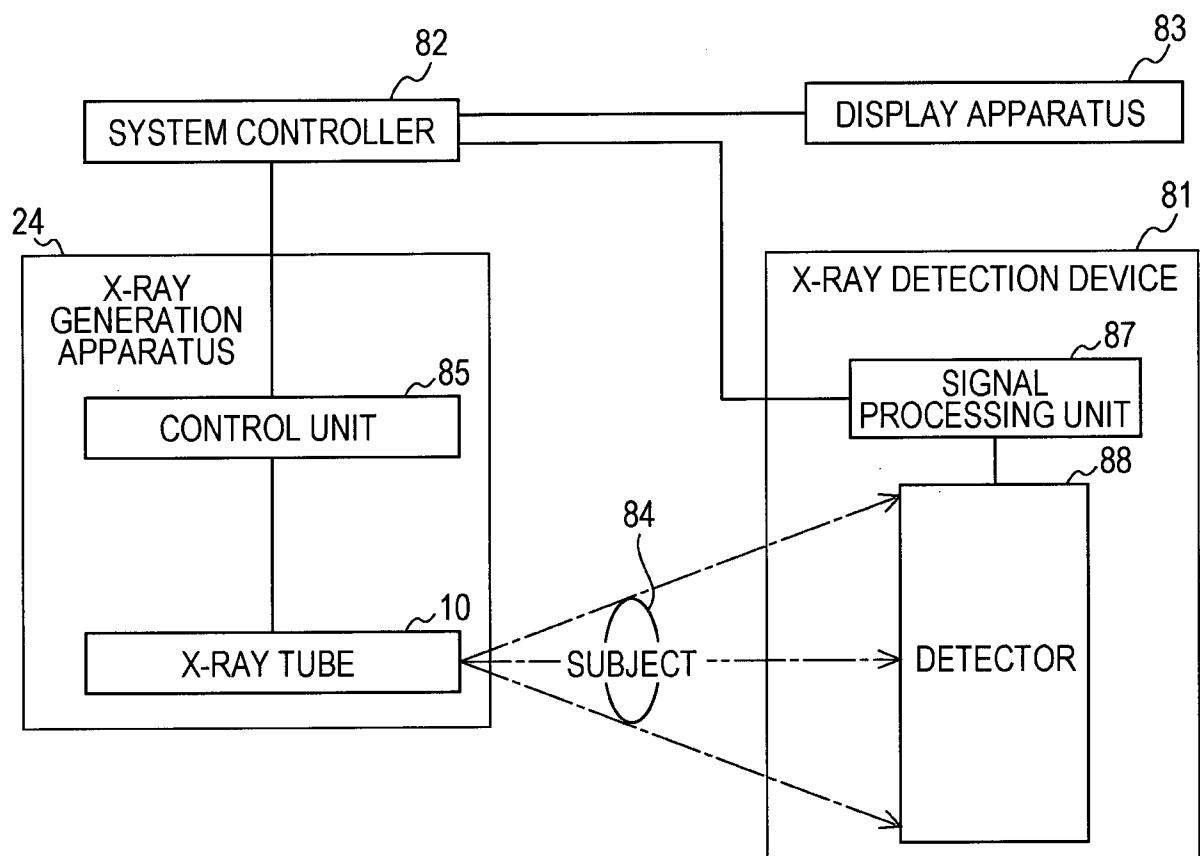 82
SYSTEM CONTROLLER
83
DISPLAY APPARATUS
24
X-RAY
GENERATION
APPARATUS
85
CONTROL UNIT
10
X-RAY TUBE
84
SUBJECT
81
X-RAY DETECTION DEVICE
87
SIGNAL
PROCESSING UNIT
88
DETECTOR